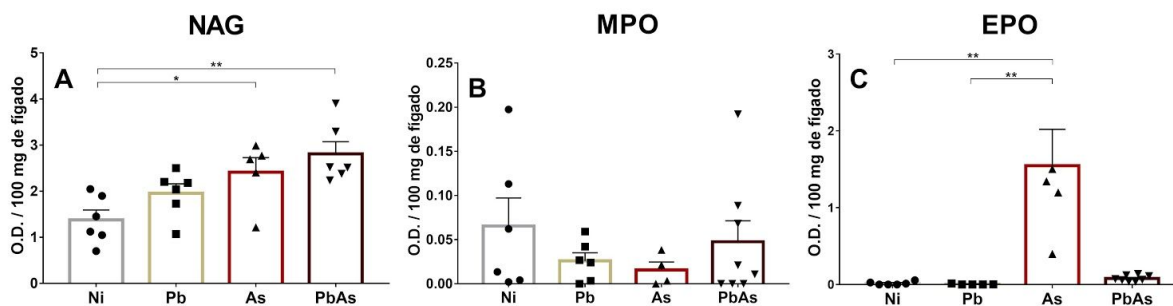 NAG
A
O.D. / 100 mg de fígado
5
4
3
2
1
0
**
*
Ni Pb As PbAs
MPO
B
O.D. / 100 mg de fígado
0.25
0.20
0.15
0.10
0.05
0.00
Ni Pb As PbAs
EPO
C
O.D. / 100 mg de fígado
3
2
1
0
**
**
Ni Pb As PbAs